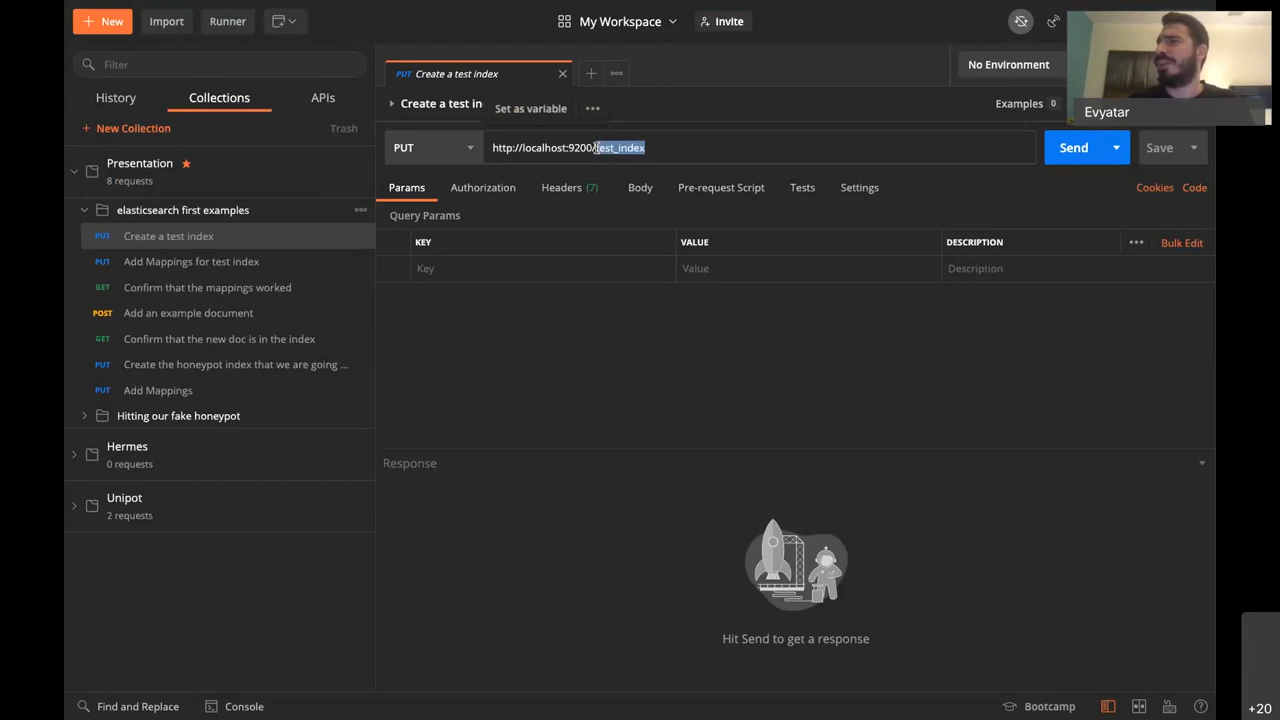 New
Import
Runner
My Workspace
Invite
Filter
History
Collections
APIs
New Collection
Trash
Presentation
8 requests
elasticsearch first examples
PUT Create a test index
PUT Add Mappings for test index
GET Confirm that the mappings worked
POST Add an example document
GET Confirm that the new doc is in the index
PUT Create the honeypot index that we are going ...
PUT Add Mappings
Hitting our fake honeypot
Hermes
0 requests
Unipot
2 requests
PUT Create a test index
No Environment
Create a test in
Set as variable
Examples 0
PUT
http://localhost:9200/test_index
Send
Save
Params
Authorization
Headers (7)
Body
Pre-request Script
Tests
Settings
Cookies
Code
Query Params
KEY
VALUE
DESCRIPTION
Bulk Edit
Key
Value
Description
Response
Hit Send to get a response
Find and Replace
Console
Bootcamp
Evyatar
+20